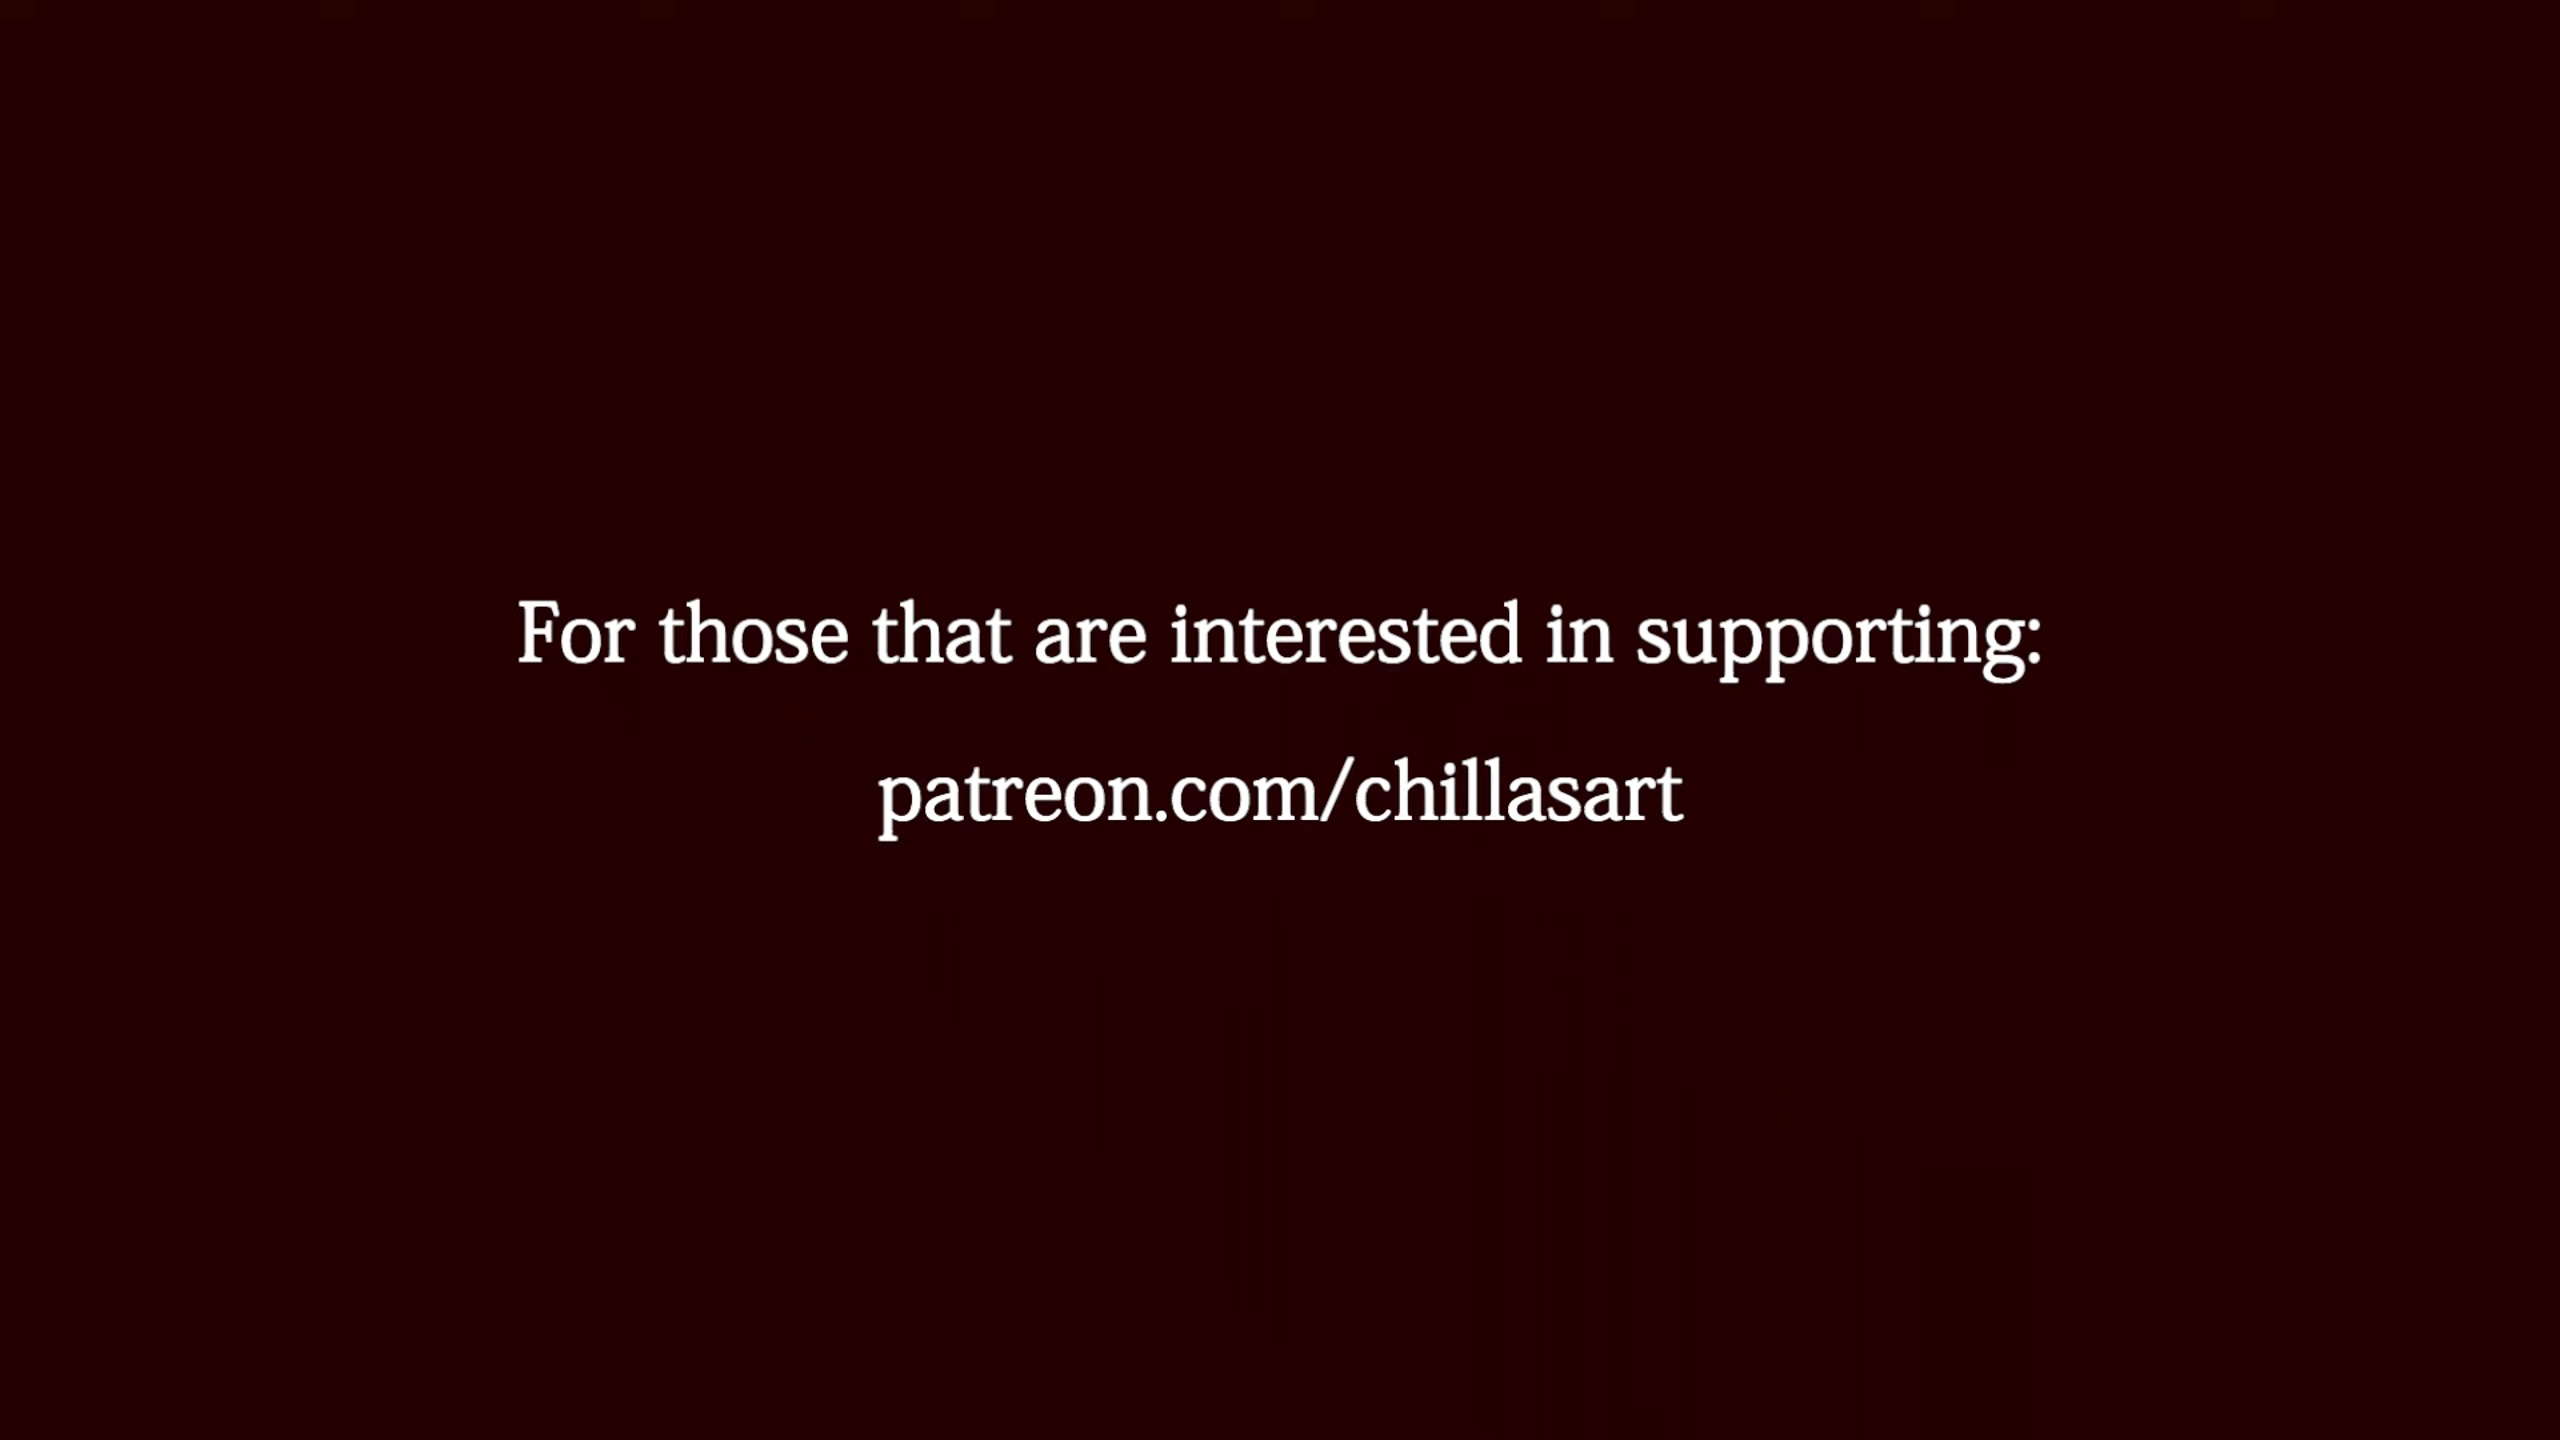 For those that are interested in supporting:
patreon.com/chillasart